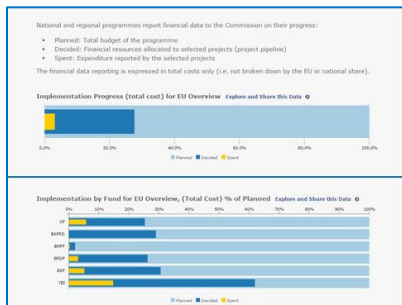 National and regional programmes report financial data to the Commission on their progress:
• Planned: Total budget of the programme
• Decided: Financial resources allocated to selected projects (project pipeline)
• Spent: Expenditure reported by the selected projects
The financial data reporting is expressed in total costs only (i.e. not broken down by the EU or national share).
Implementation Progress (total cost) for EU Overview Explore and Share this Data
0.0% 20.0% 40.0% 60.0% 80.0% 100.0%
Planned Decided Spent
Implementation by Fund for EU Overview, (Total Cost) % of Planned Explore and Share this Data
0% 10% 20% 30% 40% 50% 60% 70% 80% 90% 100%
CF
EAFRD
EMFF
ERDF
ESF
YEI
Planned Decided Spent